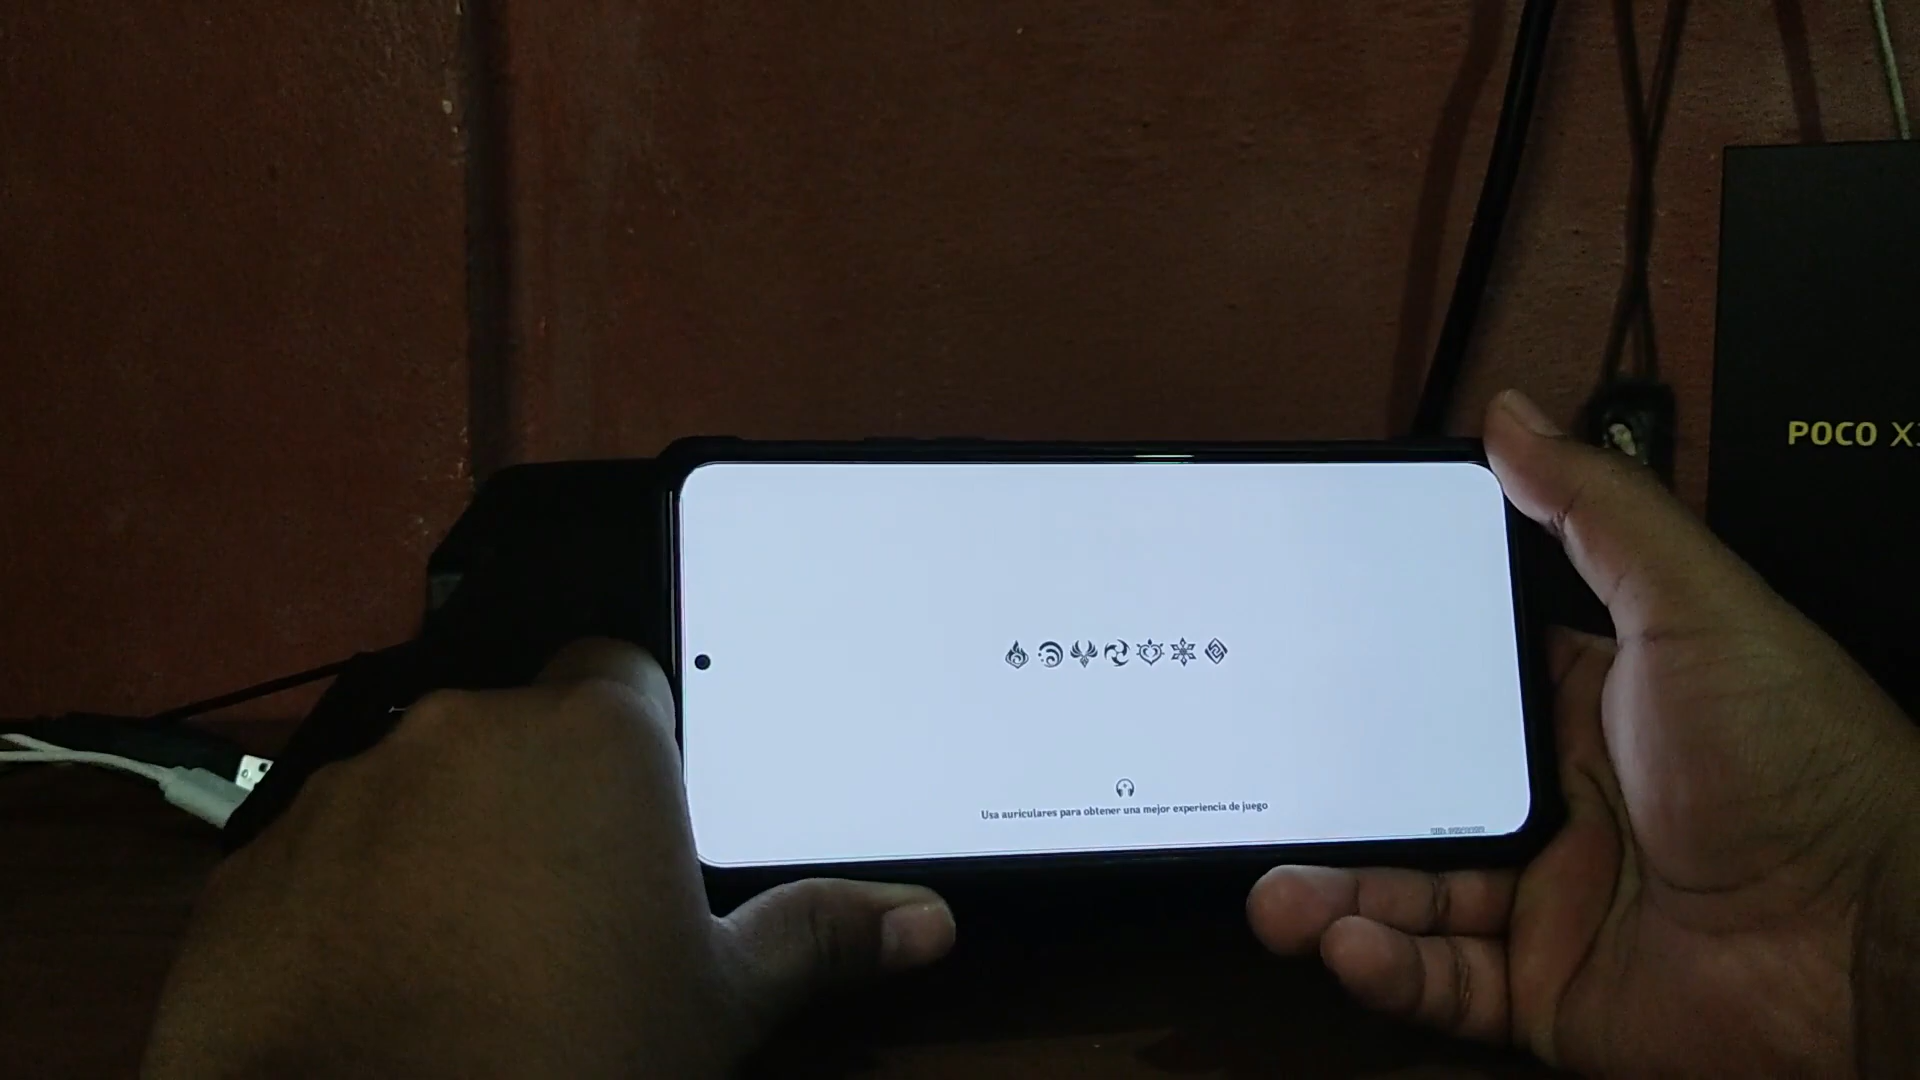 POCO X
Usa auriculares para obtener una mejor experiencia de juego